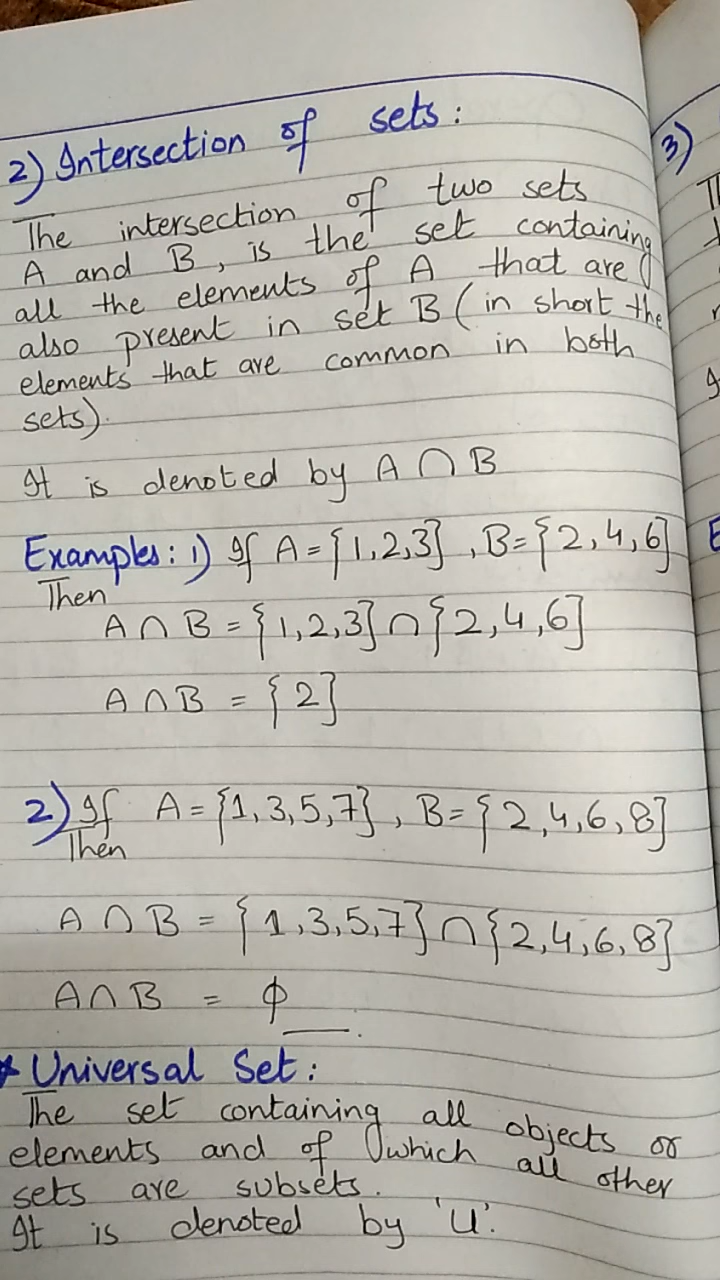 2) Intersection of sets:
The intersection of two sets
A and B, is the set containing
all the elements of A that are
also present in set B (in short the
elements that are common in both
sets).
It is denoted by A ∩ B
Examples: 1) If A = {1,2,3}, B = {2,4,6}
Then
A ∩ B = {1,2,3} ∩ {2,4,6}
A ∩ B = {2}
2) If A = {1,3,5,7}, B = {2,4,6,8}
Then
A ∩ B = {1,3,5,7} ∩ {2,4,6,8}
A ∩ B = ϕ
* Universal Set:
The set containing all objects or
elements and of which all other
sets are subsets.
It is denoted by 'U'.
3)